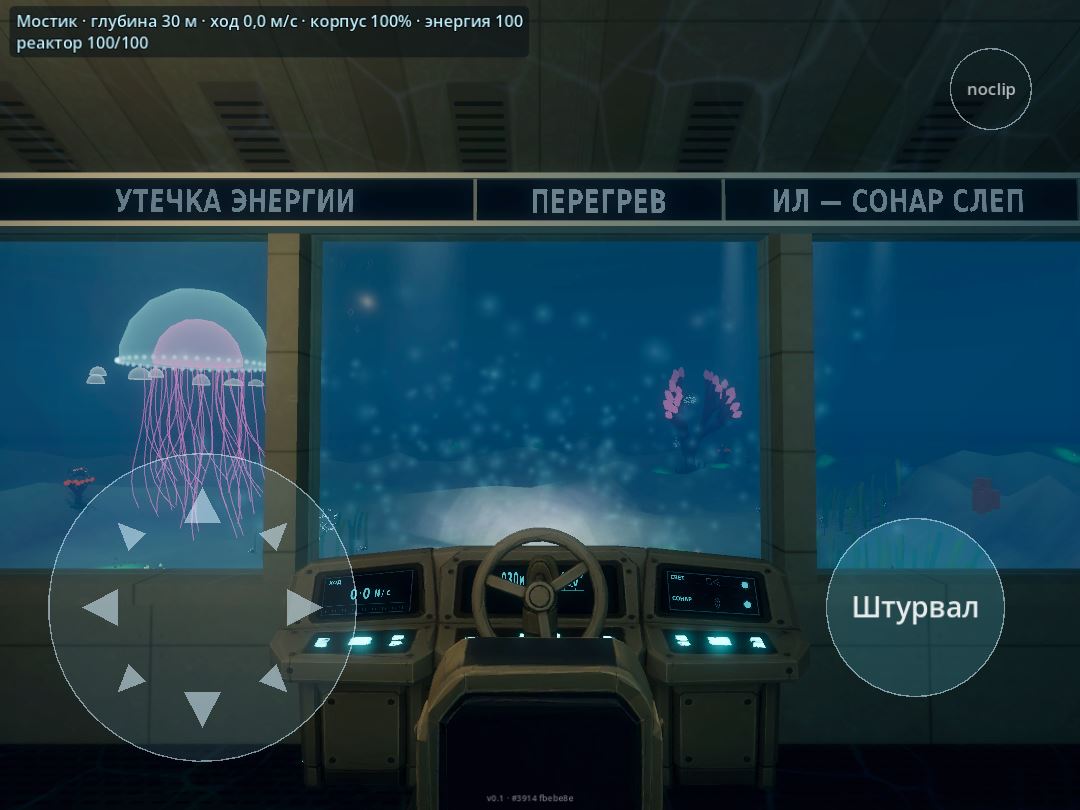 Мостик · глубина 30 м · ход 0,0 м/с · корпус 100% · энергия 100
реактор 100/100
noclip
УТЕЧКА ЭНЕРГИИ
ПЕРЕГРЕВ
ИЛ — СОНАР СЛЕП
ХОД
0·0 М/С
СВЕТ
СОНАР
Штурвал
v0.1 · #3914 fbebe8e